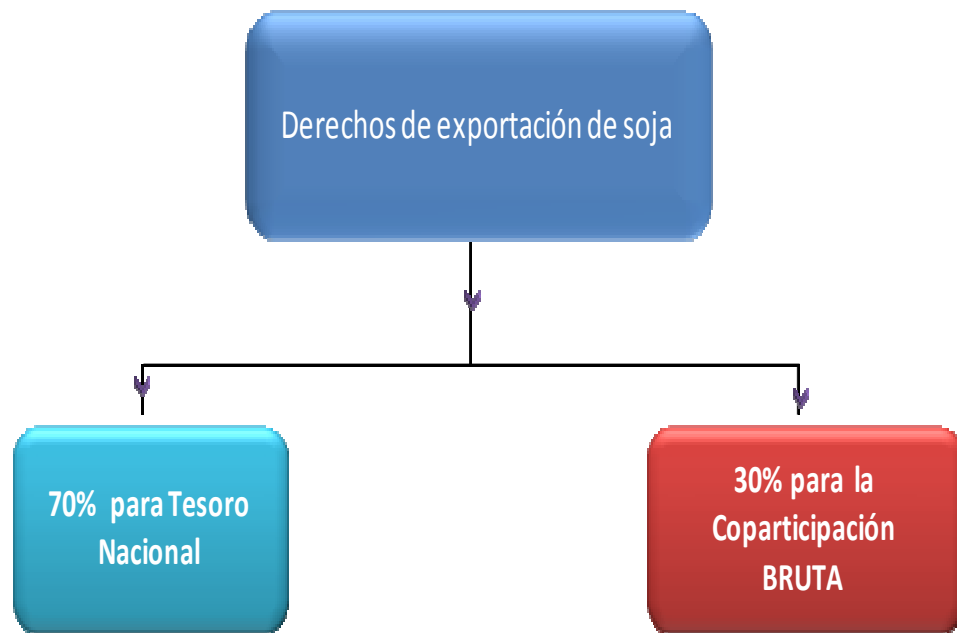 Derechos de exportación de soja
70% para Tesoro
Nacional
30% para la
Coparticipación
BRUTA